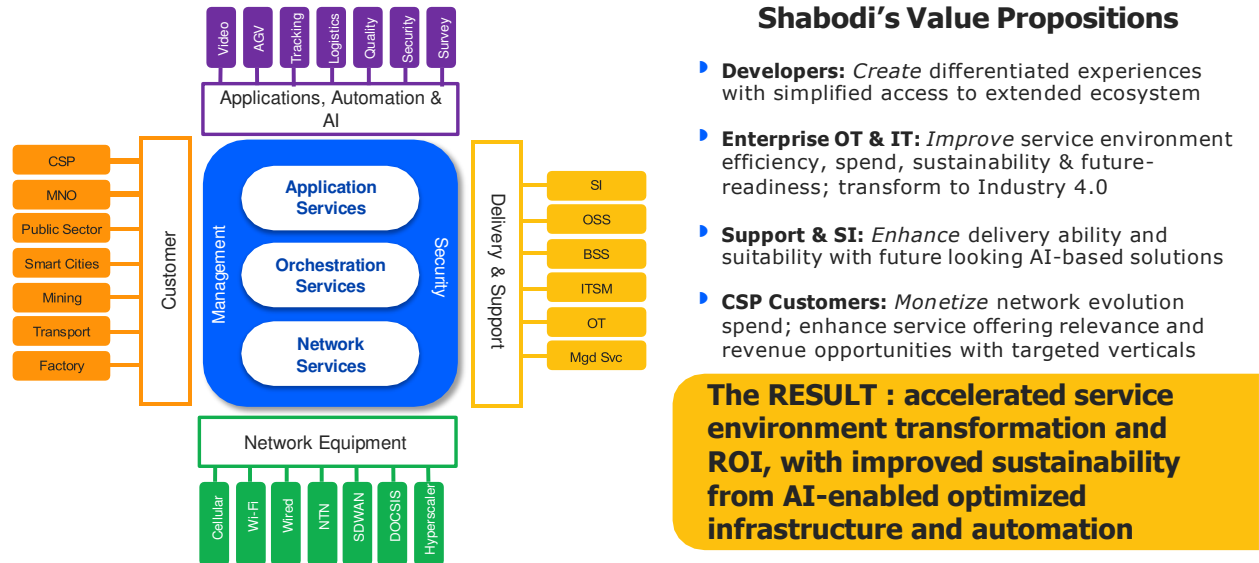 Video
AGV
Tracking
Logistics
Quality
Security
Survey
Applications, Automation &
AI
CSP
MNO
Public Sector
Smart Cities
Mining
Transport
Factory
Customer
Management
Application
Services
Orchestration
Services
Network
Services
Security
Delivery & Support
SI
OSS
BSS
ITSM
OT
Mgd Svc
Network Equipment
Cellular
Wi-Fi
Wired
NTN
SDWAN
DOCSIS
Hyperscaler
Shabodi’s Value Propositions
Developers: Create differentiated experiences
with simplified access to extended ecosystem
Enterprise OT & IT: Improve service environment
efficiency, spend, sustainability & future-
readiness; transform to Industry 4.0
Support & SI: Enhance delivery ability and
suitability with future looking AI-based solutions
CSP Customers: Monetize network evolution
spend; enhance service offering relevance and
revenue opportunities with targeted verticals
The RESULT : accelerated service
environment transformation and
ROI, with improved sustainability
from AI-enabled optimized
infrastructure and automation